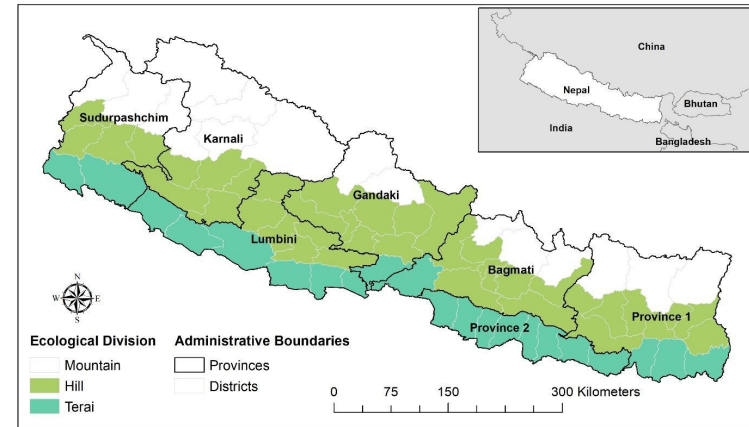 China
Nepal
Bhutan
India
Bangladesh
Sudurpashchim
Karnali
Gandaki
Lumbini
Bagmati
Province 1
Province 2
N
W E
S
Ecological Division
Mountain
Hill
Terai
Administrative Boundaries
Provinces
Districts
0 75 150 300 Kilometers